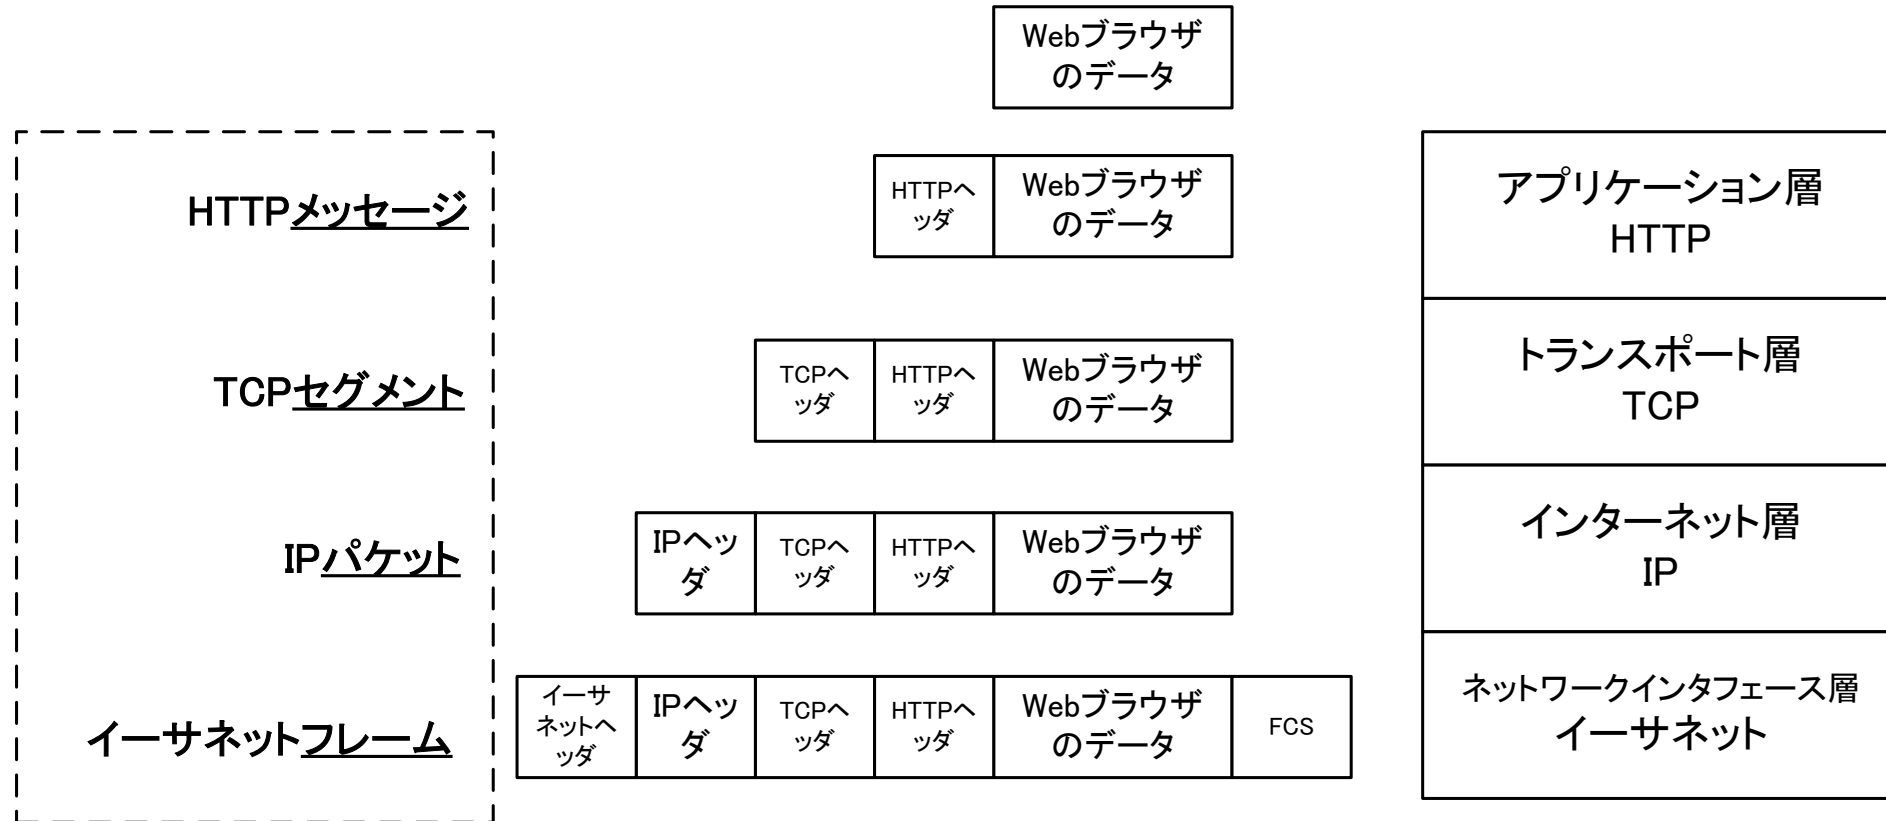 Webブラウザ
のデータ
HTTPメッセージ
HTTPヘ
ッダ
Webブラウザ
のデータ
アプリケーション層
HTTP
TCPセグメント
TCPヘ
ッダ
HTTPヘ
ッダ
Webブラウザ
のデータ
トランスポート層
TCP
IPパケット
IPヘッ
ダ
TCPヘ
ッダ
HTTPヘ
ッダ
Webブラウザ
のデータ
インターネット層
IP
イーサネットフレーム
イーサ
ネットヘ
ッダ
IPヘッ
ダ
TCPヘ
ッダ
HTTPヘ
ッダ
Webブラウザ
のデータ
FCS
ネットワークインタフェース層
イーサネット